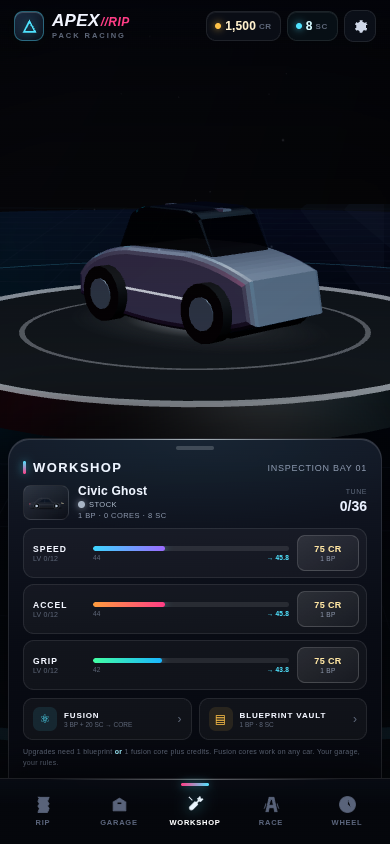 APEX//RIP
PACK RACING
1,500 CR
8 SC
WORKSHOP
INSPECTION BAY 01
Civic Ghost
STOCK
1 BP · 0 CORES · 8 SC
TUNE
0/36
SPEED
LV 0/12
44
→ 45.8
75 CR
1 BP
ACCEL
LV 0/12
44
→ 45.8
75 CR
1 BP
GRIP
LV 0/12
42
→ 43.8
75 CR
1 BP
FUSION
3 BP + 20 SC → CORE
BLUEPRINT VAULT
1 BP · 8 SC
Upgrades need 1 blueprint or 1 fusion core plus credits. Fusion cores work on any car. Your garage,
your rules.
RIP
GARAGE
WORKSHOP
RACE
WHEEL